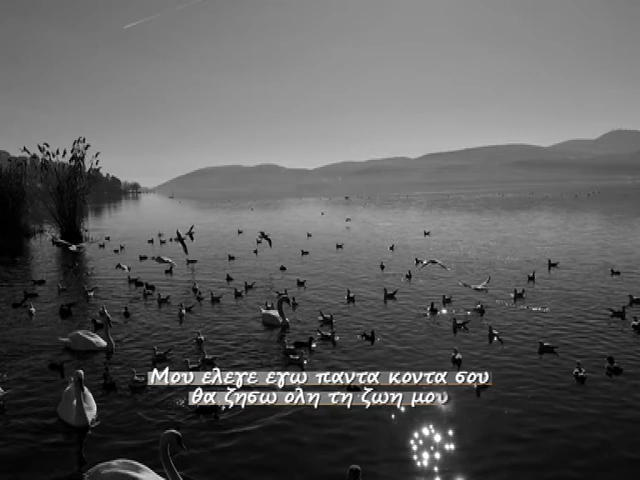 Μου ελεγε εγω παντα κοντα σου
θα ζησω ολη τη ζωη μου